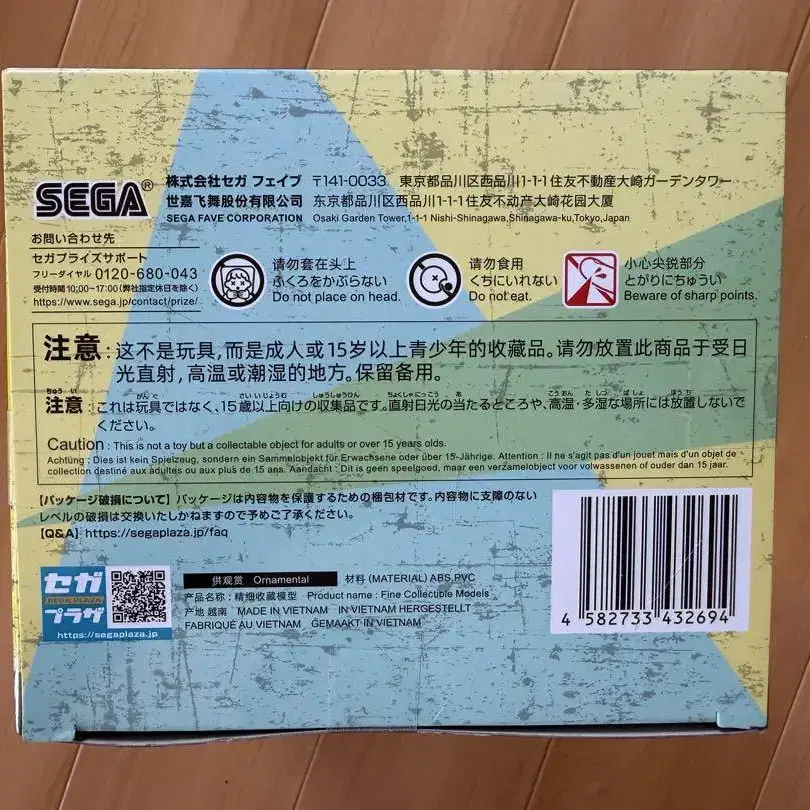 SEGA®
株式会社セガ フェイブ 〒141-0033 東京都品川区西品川1-1-1住友不動産大崎ガーデンタワー
世嘉飞舞股份有限公司 东京都品川区西品川1-1-1住友不动产大崎花园大厦
SEGA FAVE CORPORATION Osaki Garden Tower,1-1-1 Nishi-Shinagawa,Shinagawa-ku,Tokyo,Japan
お問い合わせ先
セガプライズサポート
フリーダイヤル 0120-680-043
受付時間 10:00~17:00 (弊社指定休日を除く)
https://www.sega.jp/contact/prize/
请勿套在头上
ふくろをかぶらない
Do not place on head.
请勿食用
くちにいれない
Do not eat.
小心尖锐部分
とがりにちゅうい
Beware of sharp points.
注意：这不是玩具,而是成人或15岁以上青少年的收藏品。请勿放置此商品于受日
光直射,高温或潮湿的地方。保留备用。
注意：これは玩具ではなく、15歳以上向けの収集品です。直射日光の当たるところや、高温・多湿な場所には放置しないで
ください。
Caution : This is not a toy but a collectable object for adults or over 15 years old.
Achtung : Dies ist kein Spielzeug, sondern ein Sammelobjekt für Erwachsene oder über 15-Jährige. Attention : Il ne s'agit pas d'un jouet mais d'un objet de
collection destiné aux adultes ou aux plus de 15 ans. Aandacht : Dit is geen speelgoed, maar een verzamelobject voor volwassenen of ouder dan 15 jaar.
【パッケージ破損について】パッケージは内容物を保護するための梱包材です。内容物に支障のない
レベルの破損は交換いたしかねますので予めご了承ください。
[Q&A] https://segaplaza.jp/faq
セガ
プラザ
https://segaplaza.jp
供观赏 Ornamental 材料 (MATERIAL) ABS,PVC
产品名称：精细收藏模型 Product name : Fine Collectible Models
产地 越南 MADE IN VIETNAM IN VIETNAM HERGESTELLT
FABRIQUÉ AU VIETNAM GEMAAKT IN VIETNAM
4 582733 432694